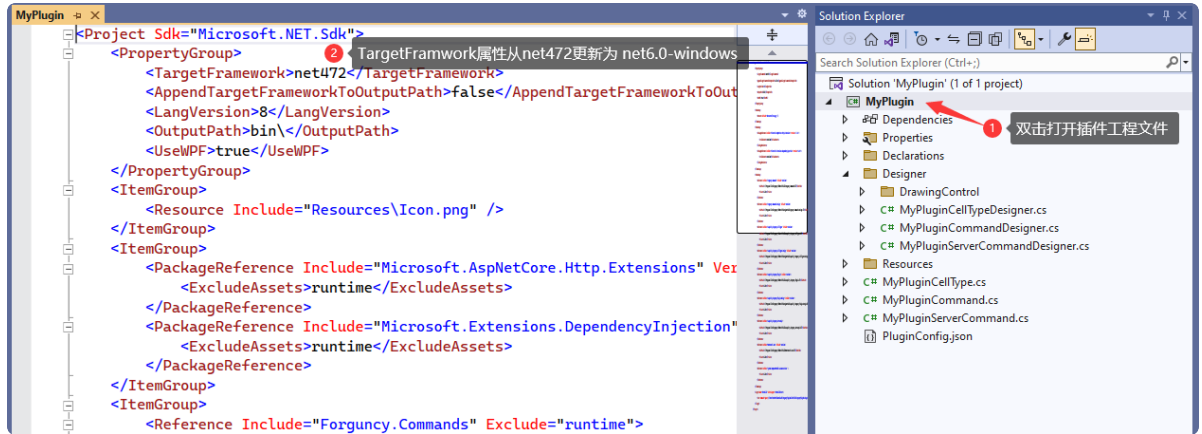 MyPlugin
<Project Sdk="Microsoft.NET.Sdk">
<PropertyGroup>
2 TargetFramwork属性从net472更新为 net6.0-windows
<TargetFramework>net472</TargetFramework>
<AppendTargetFrameworkToOutputPath>false</AppendTargetFrameworkToOut
<LangVersion>8</LangVersion>
<OutputPath>bin\</OutputPath>
<UseWPF>true</UseWPF>
</PropertyGroup>
<ItemGroup>
<Resource Include="Resources\Icon.png" />
</ItemGroup>
<ItemGroup>
<PackageReference Include="Microsoft.AspNetCore.Http.Extensions" Ver
<ExcludeAssets>runtime</ExcludeAssets>
</PackageReference>
<PackageReference Include="Microsoft.Extensions.DependencyInjection"
<ExcludeAssets>runtime</ExcludeAssets>
</PackageReference>
</ItemGroup>
<ItemGroup>
<Reference Include="Forguncy.Commands" Exclude="runtime">
Solution Explorer
Search Solution Explorer (Ctrl+;)
Solution 'MyPlugin' (1 of 1 project)
C# MyPlugin
1 双击打开插件工程文件
Dependencies
Properties
Declarations
Designer
DrawingControl
C# MyPluginCellTypeDesigner.cs
C# MyPluginCommandDesigner.cs
C# MyPluginServerCommandDesigner.cs
Resources
C# MyPluginCellType.cs
C# MyPluginCommand.cs
C# MyPluginServerCommand.cs
PluginConfig.json